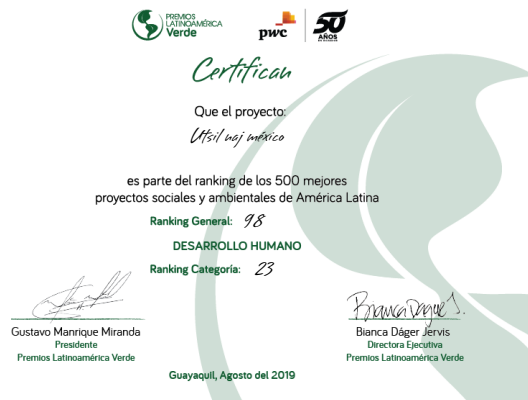 PREMIOS
LATINOAMÉRICA
Verde
pwc
50
AÑOS
Certifican
Que el proyecto:
Utsil naj méxico
es parte del ranking de los 500 mejores
proyectos sociales y ambientales de América Latina
Ranking General: 98
DESARROLLO HUMANO
Ranking Categoría: 23
Bianca Dager J.
Gustavo Manrique Miranda
Presidente
Premios Latinoamérica Verde
Bianca Dáger Jervis
Directora Ejecutiva
Premios Latinoamérica Verde
Guayaquil, Agosto del 2019